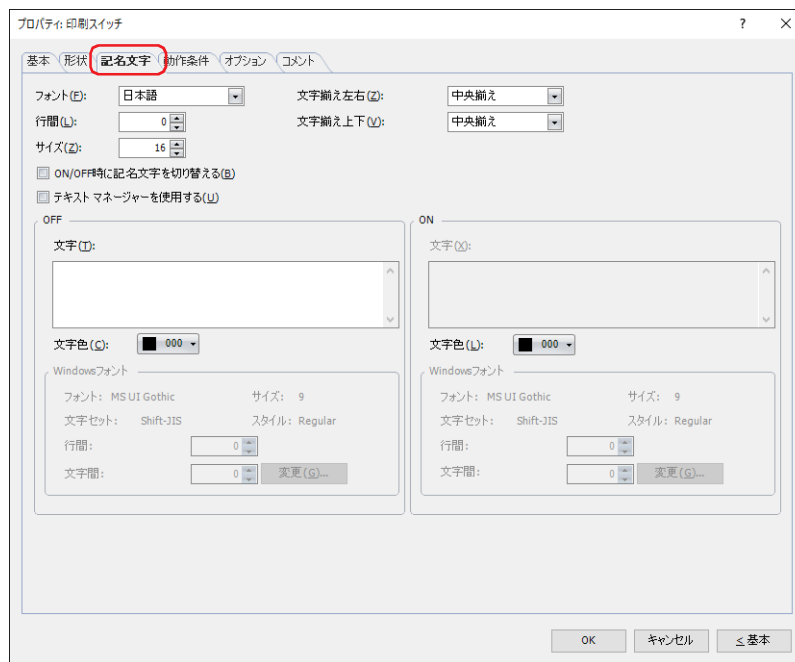 プロパティ: 印刷スイッチ ? ×
基本 形状 記名文字 動作条件 オプション コメント
フォント(F): 日本語 文字揃え左右(Z): 中央揃え
行間(L): 0 文字揃え上下(V): 中央揃え
サイズ(Z): 16
ON/OFF時に記名文字を切り替える(B)
テキスト マネージャーを使用する(U)
OFF
文字(T):
文字色(C): 000
Windowsフォント
フォント: MS UI Gothic サイズ: 9
文字セット: Shift-JIS スタイル: Regular
行間: 0
文字間: 0 変更(G)...
ON
文字(X):
文字色(L): 000
Windowsフォント
フォント: MS UI Gothic サイズ: 9
文字セット: Shift-JIS スタイル: Regular
行間: 0
文字間: 0 変更(G)...
OK キャンセル <基本